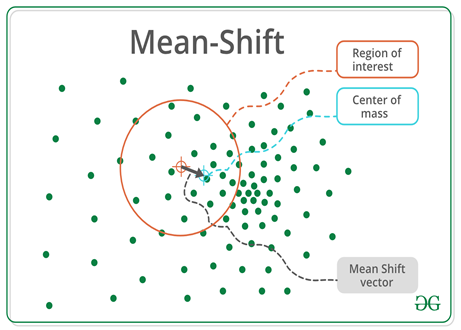 Mean-Shift
Region of
interest
Center of
mass
Mean Shift
vector